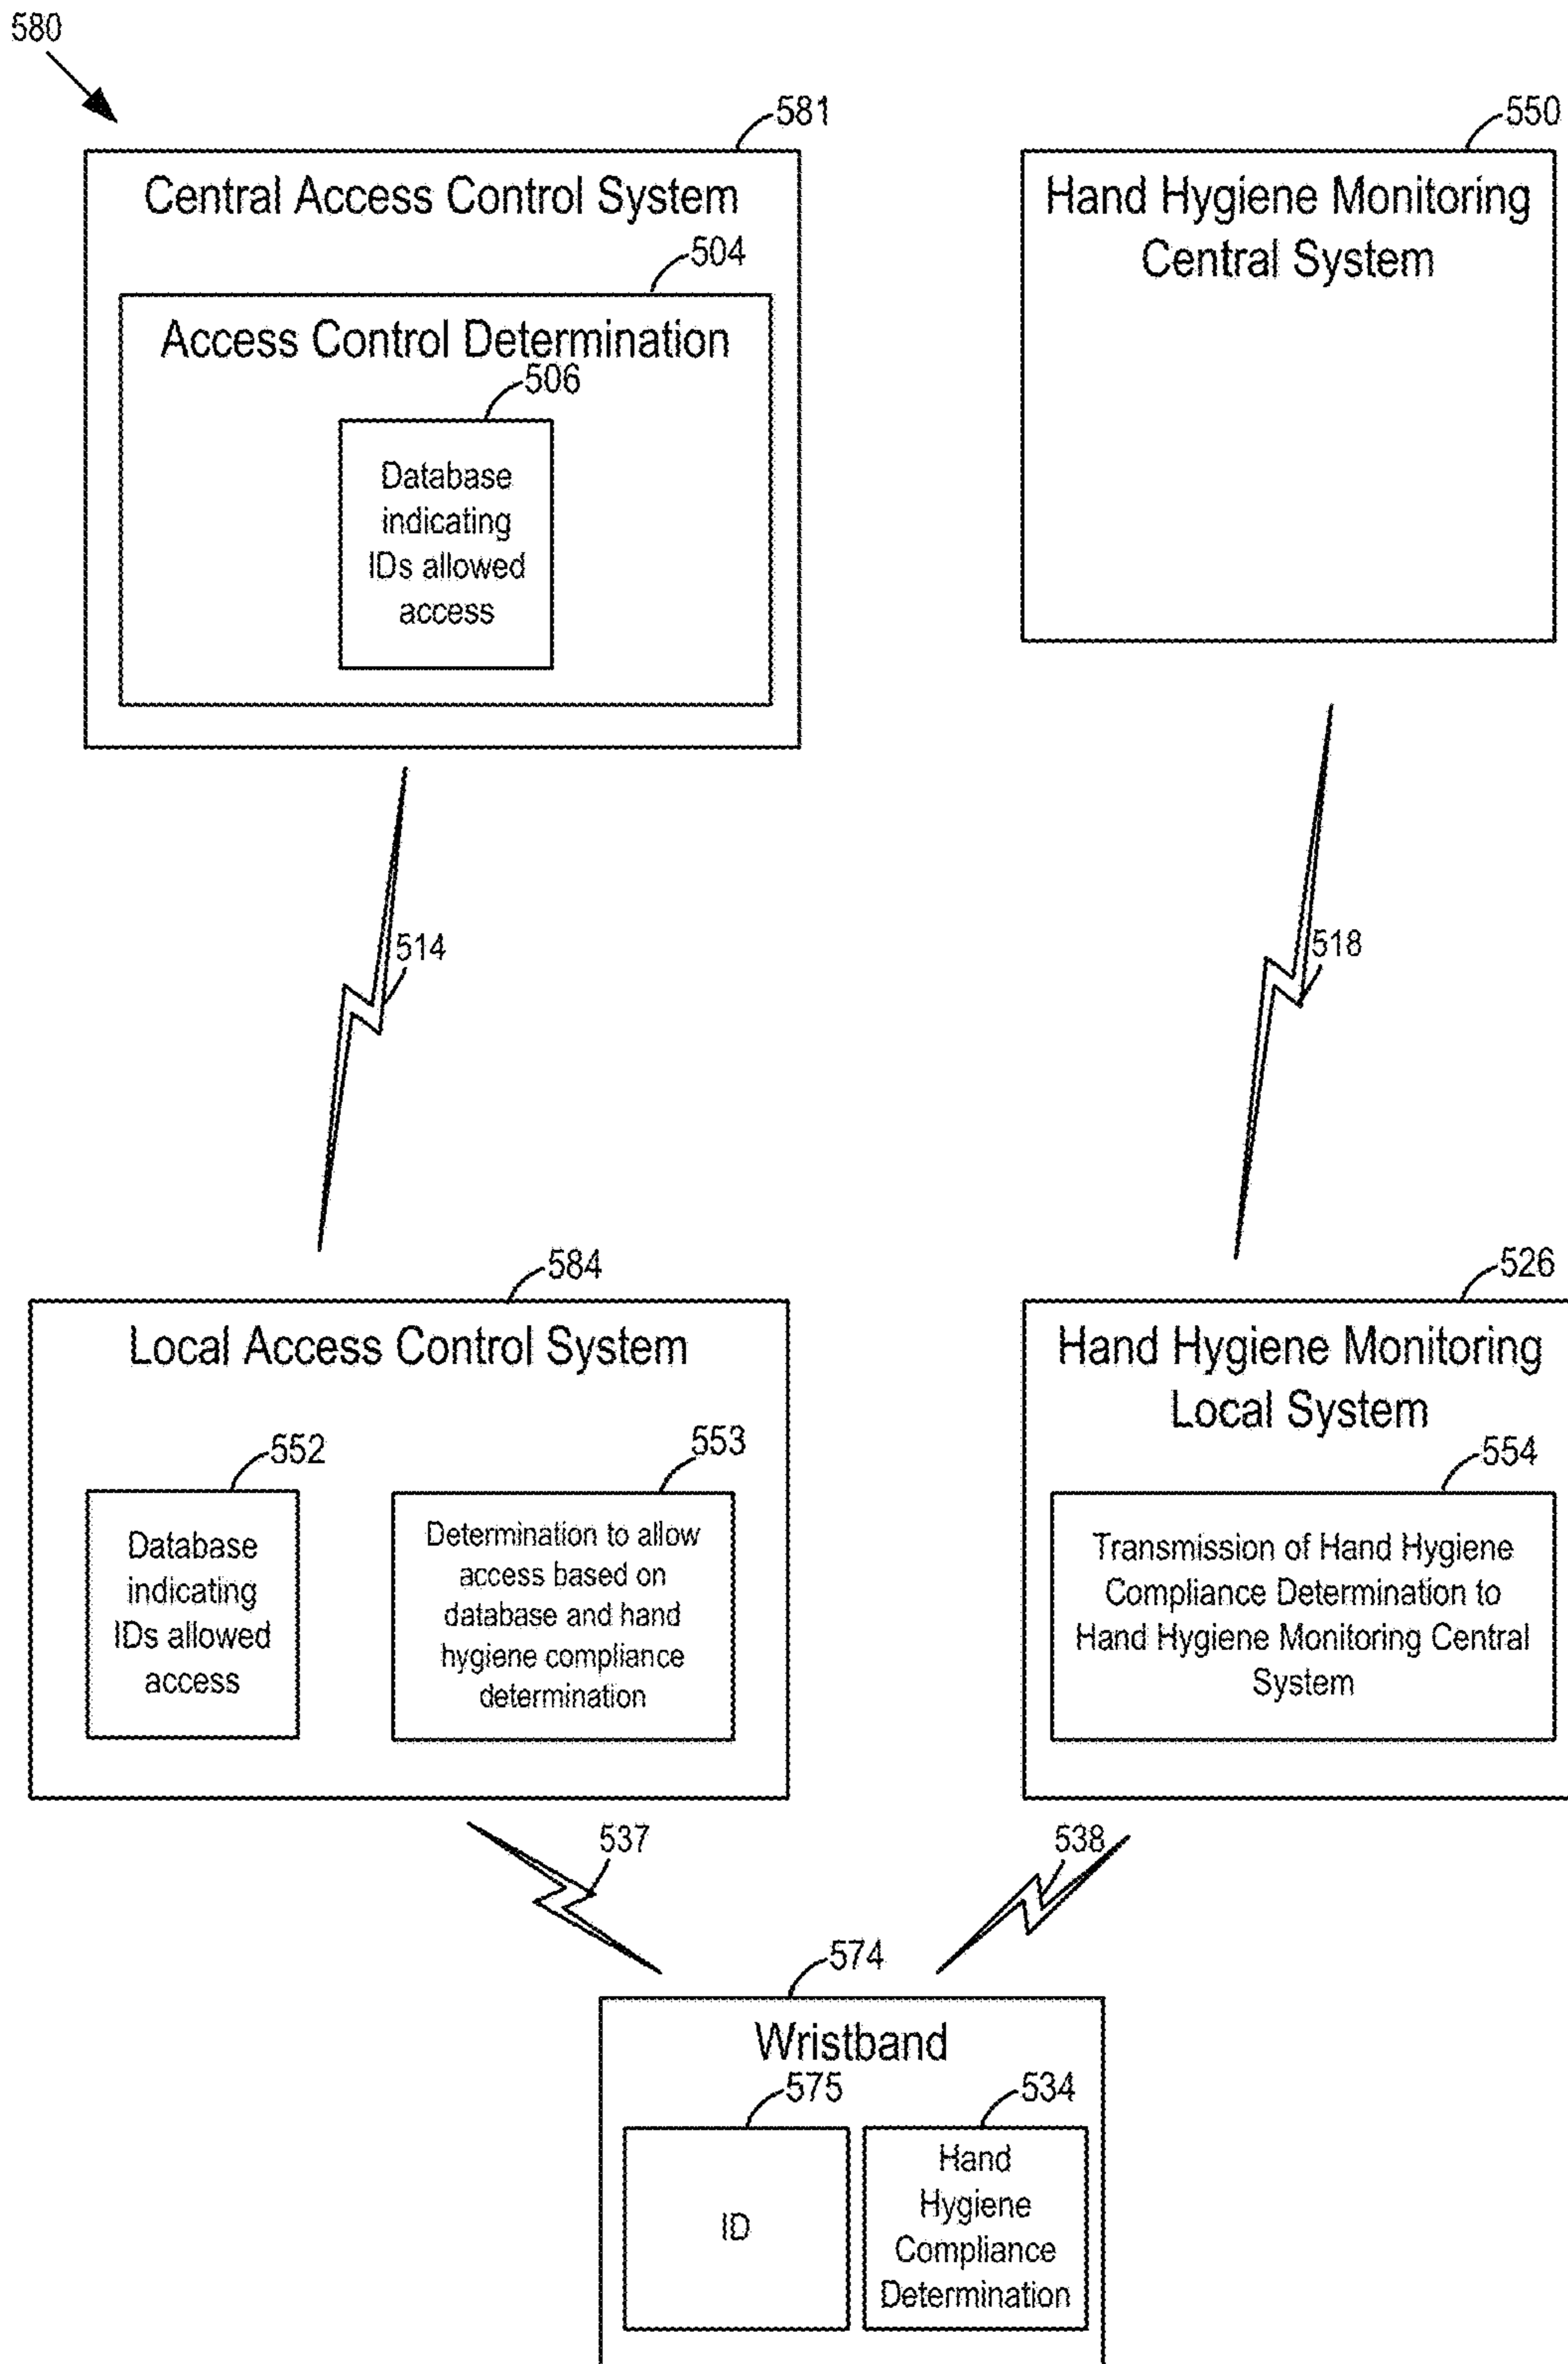 580
581
Central Access Control System
504
Access Control Determination
506
Database
indicating
IDs allowed
access
550
Hand Hygiene Monitoring
Central System
514
518
584
Local Access Control System
552
Database
indicating
IDs allowed
access
553
Determination to allow
access based on
database and hand
hygiene compliance
determination
526
Hand Hygiene Monitoring
Local System
554
Transmission of Hand Hygiene
Compliance Determination to
Hand Hygiene Monitoring Central
System
537
538
574
Wristband
575
ID
534
Hand
Hygiene
Compliance
Determination